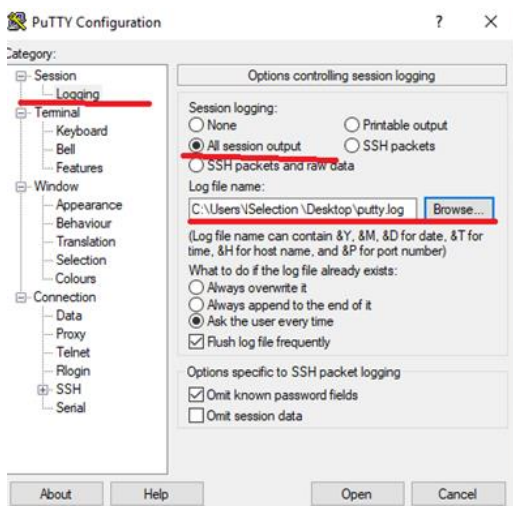 PuTTY Configuration ? ×
Category:
Session
Logging
Terminal
Keyboard
Bell
Features
Window
Appearance
Behaviour
Translation
Selection
Colours
Connection
Data
Proxy
Telnet
Rlogin
SSH
Serial
Options controlling session logging
Session logging:
None Printable output
All session output SSH packets
SSH packets and raw data
Log file name:
C:\Users\ISelection \Desktop\putty.log Browse...
(Log file name can contain &Y, &M, &D for date, &T for
time, &H for host name, and &P for port number)
What to do if the log file already exists:
Always overwrite it
Always append to the end of it
Ask the user every time
Flush log file frequently
Options specific to SSH packet logging
Omit known password fields
Omit session data
About Help Open Cancel